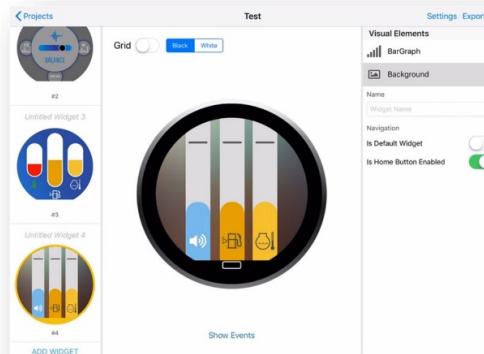 Projects
Test
Settings
Export
BALANCE
#2
Untitled Widget 3
#3
Untitled Widget 4
#4
ADD WIDGET
Grid
Black
White
Show Events
Visual Elements
BarGraph
Background
Name
Widget Name
Navigation
Is Default Widget
Is Home Button Enabled